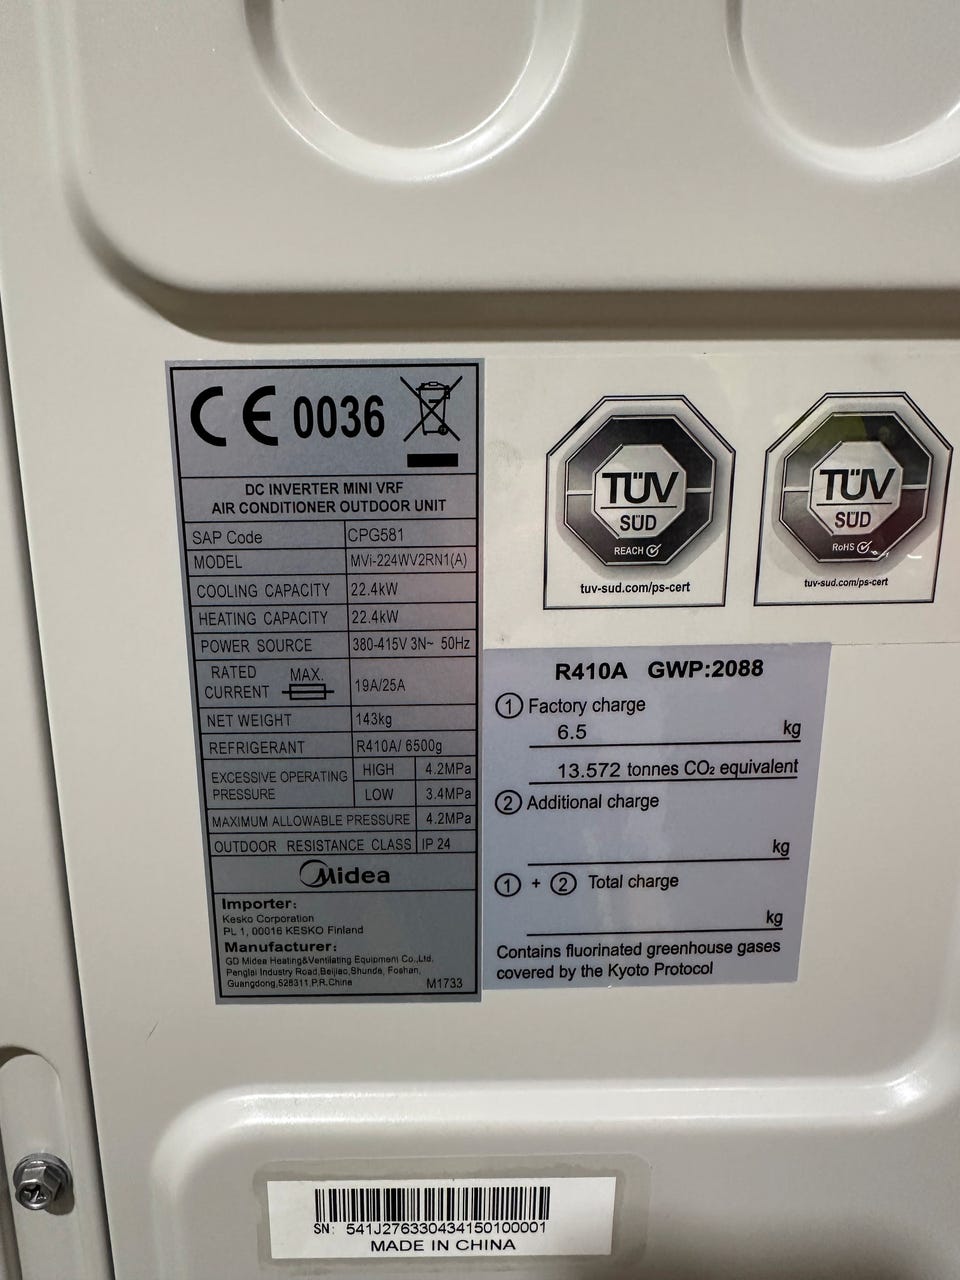 CE 0036
DC INVERTER MINI VRF
AIR CONDITIONER OUTDOOR UNIT
SAP Code CPG581
MODEL MVi-224WV2RN1(A)
COOLING CAPACITY 22.4kW
HEATING CAPACITY 22.4kW
POWER SOURCE 380-415V 3N~ 50Hz
RATED CURRENT MAX. 19A/25A
NET WEIGHT 143kg
REFRIGERANT R410A/ 6500g
EXCESSIVE OPERATING PRESSURE HIGH 4.2MPa
LOW 3.4MPa
MAXIMUM ALLOWABLE PRESSURE 4.2MPa
OUTDOOR RESISTANCE CLASS IP 24
Midea
Importer:
Kesko Corporation
PL 1, 00016 KESKO Finland
Manufacturer:
GD Midea Heating&Ventilating Equipment Co.,Ltd.
Penglai Industry Road,Beijiao,Shunde, Foshan,
Guangdong,528311,P.R.China M1733
TÜV
SÜD
REACH
tuv-sud.com/ps-cert
TÜV
SÜD
RoHS
tuv-sud.com/ps-cert
R410A GWP:2088
① Factory charge
6.5 kg
13.572 tonnes CO₂ equivalent
② Additional charge
kg
① + ② Total charge
kg
Contains fluorinated greenhouse gases
covered by the Kyoto Protocol
SN: 541J276330434150100001
MADE IN CHINA